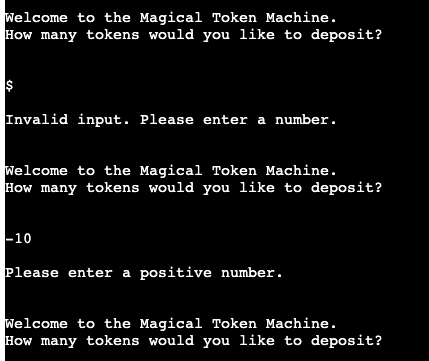 Welcome to the Magical Token Machine.
How many tokens would you like to deposit?
$
Invalid input. Please enter a number.
Welcome to the Magical Token Machine.
How many tokens would you like to deposit?
-10
Please enter a positive number.
Welcome to the Magical Token Machine.
How many tokens would you like to deposit?